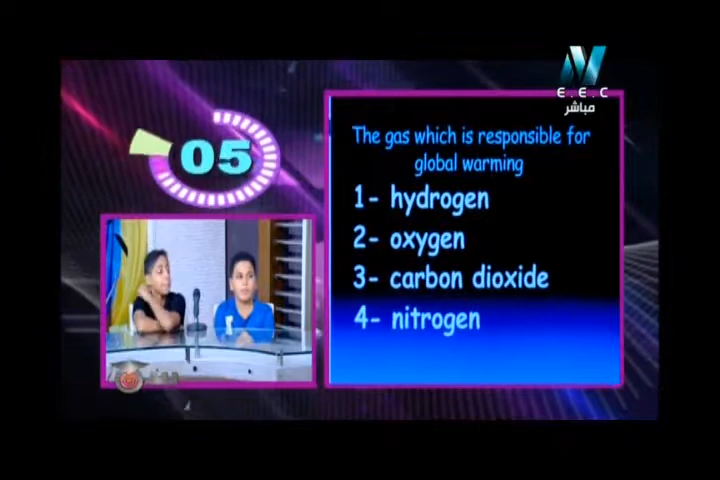 E.E.C
مباشر
05
The gas which is responsible for
global warming
1- hydrogen
2- oxygen
3- carbon dioxide
4- nitrogen